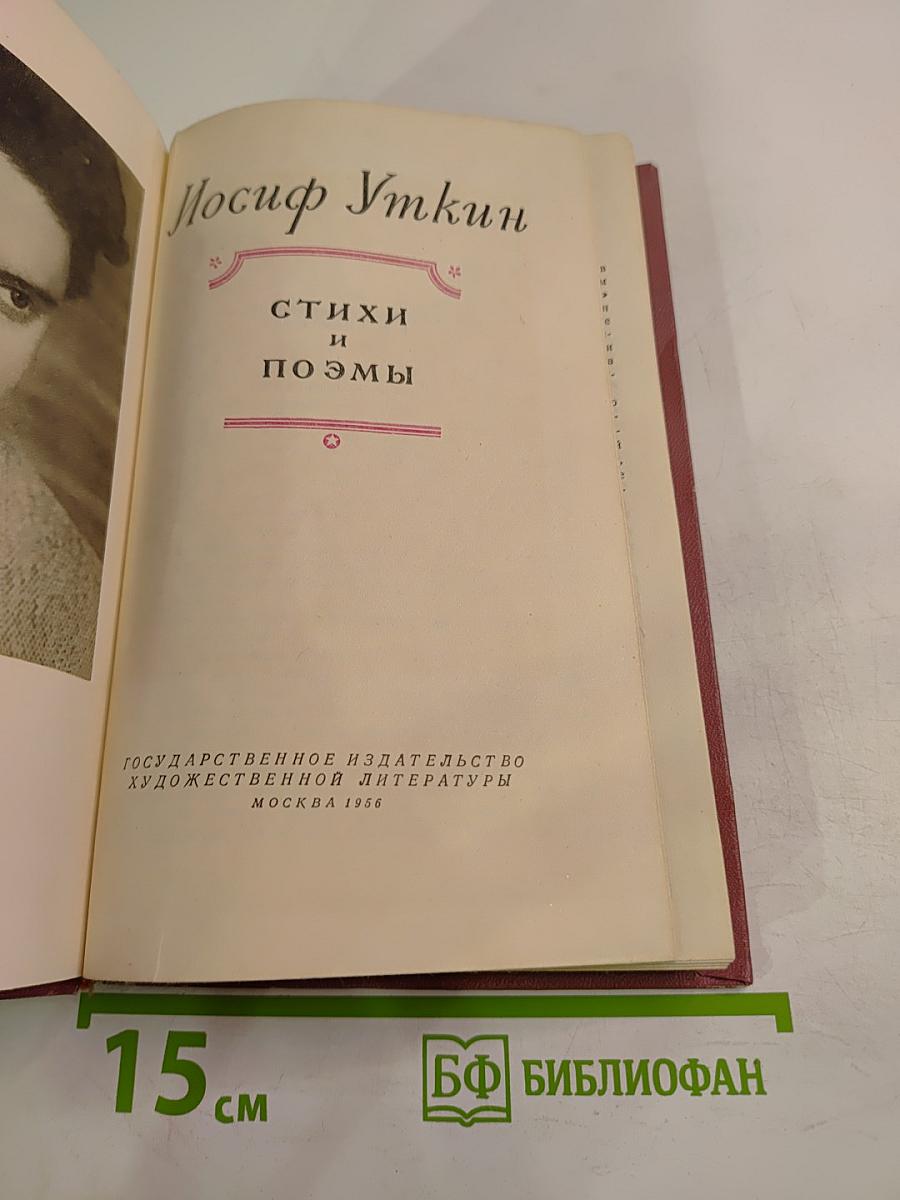 Иосиф Уткин
СТИХИ
И
ПОЭМЫ
ГОСУДАРСТВЕННОЕ ИЗДАТЕЛЬСТВО
ХУДОЖЕСТВЕННОЙ ЛИТЕРАТУРЫ
МОСКВА 1956
15 см
БФ БИБЛИОФАН